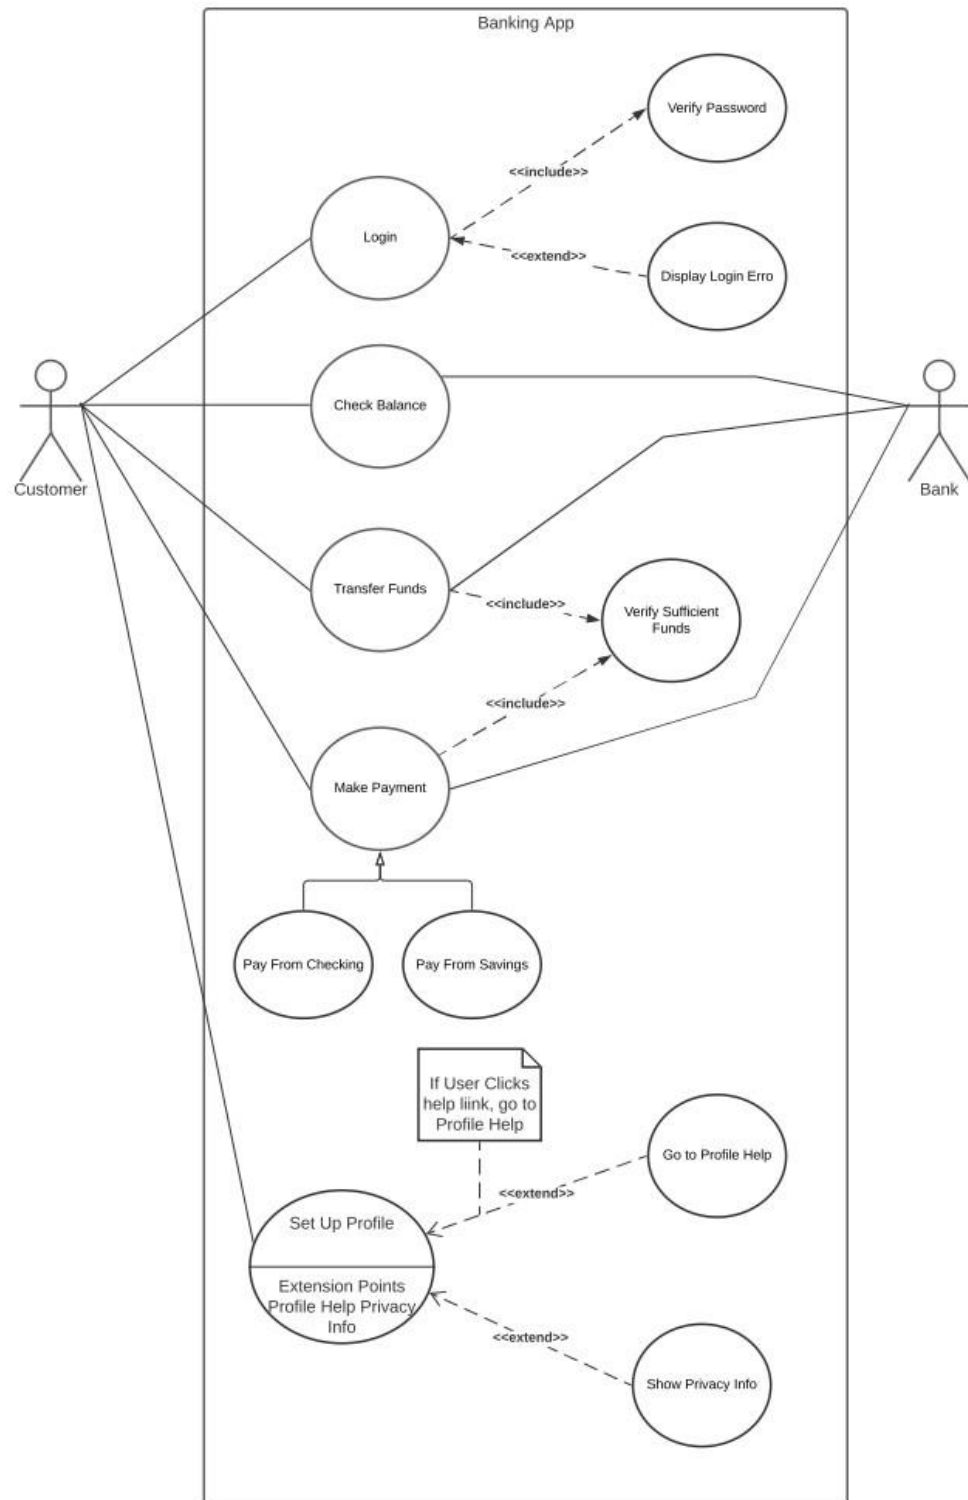 Banking App
Verify Password
<<include>>
Login
<<extend>>
Display Login Erro
Check Balance
Customer
Bank
Transfer Funds
<<include>>
Verify Sufficient
Funds
<<include>>
Make Payment
Pay From Checking
Pay From Savings
If User Clicks
help liink, go to
Profile Help
Go to Profile Help
<<extend>>
Set Up Profile
Extension Points
Profile Help Privacy
Info
<<extend>>
Show Privacy Info